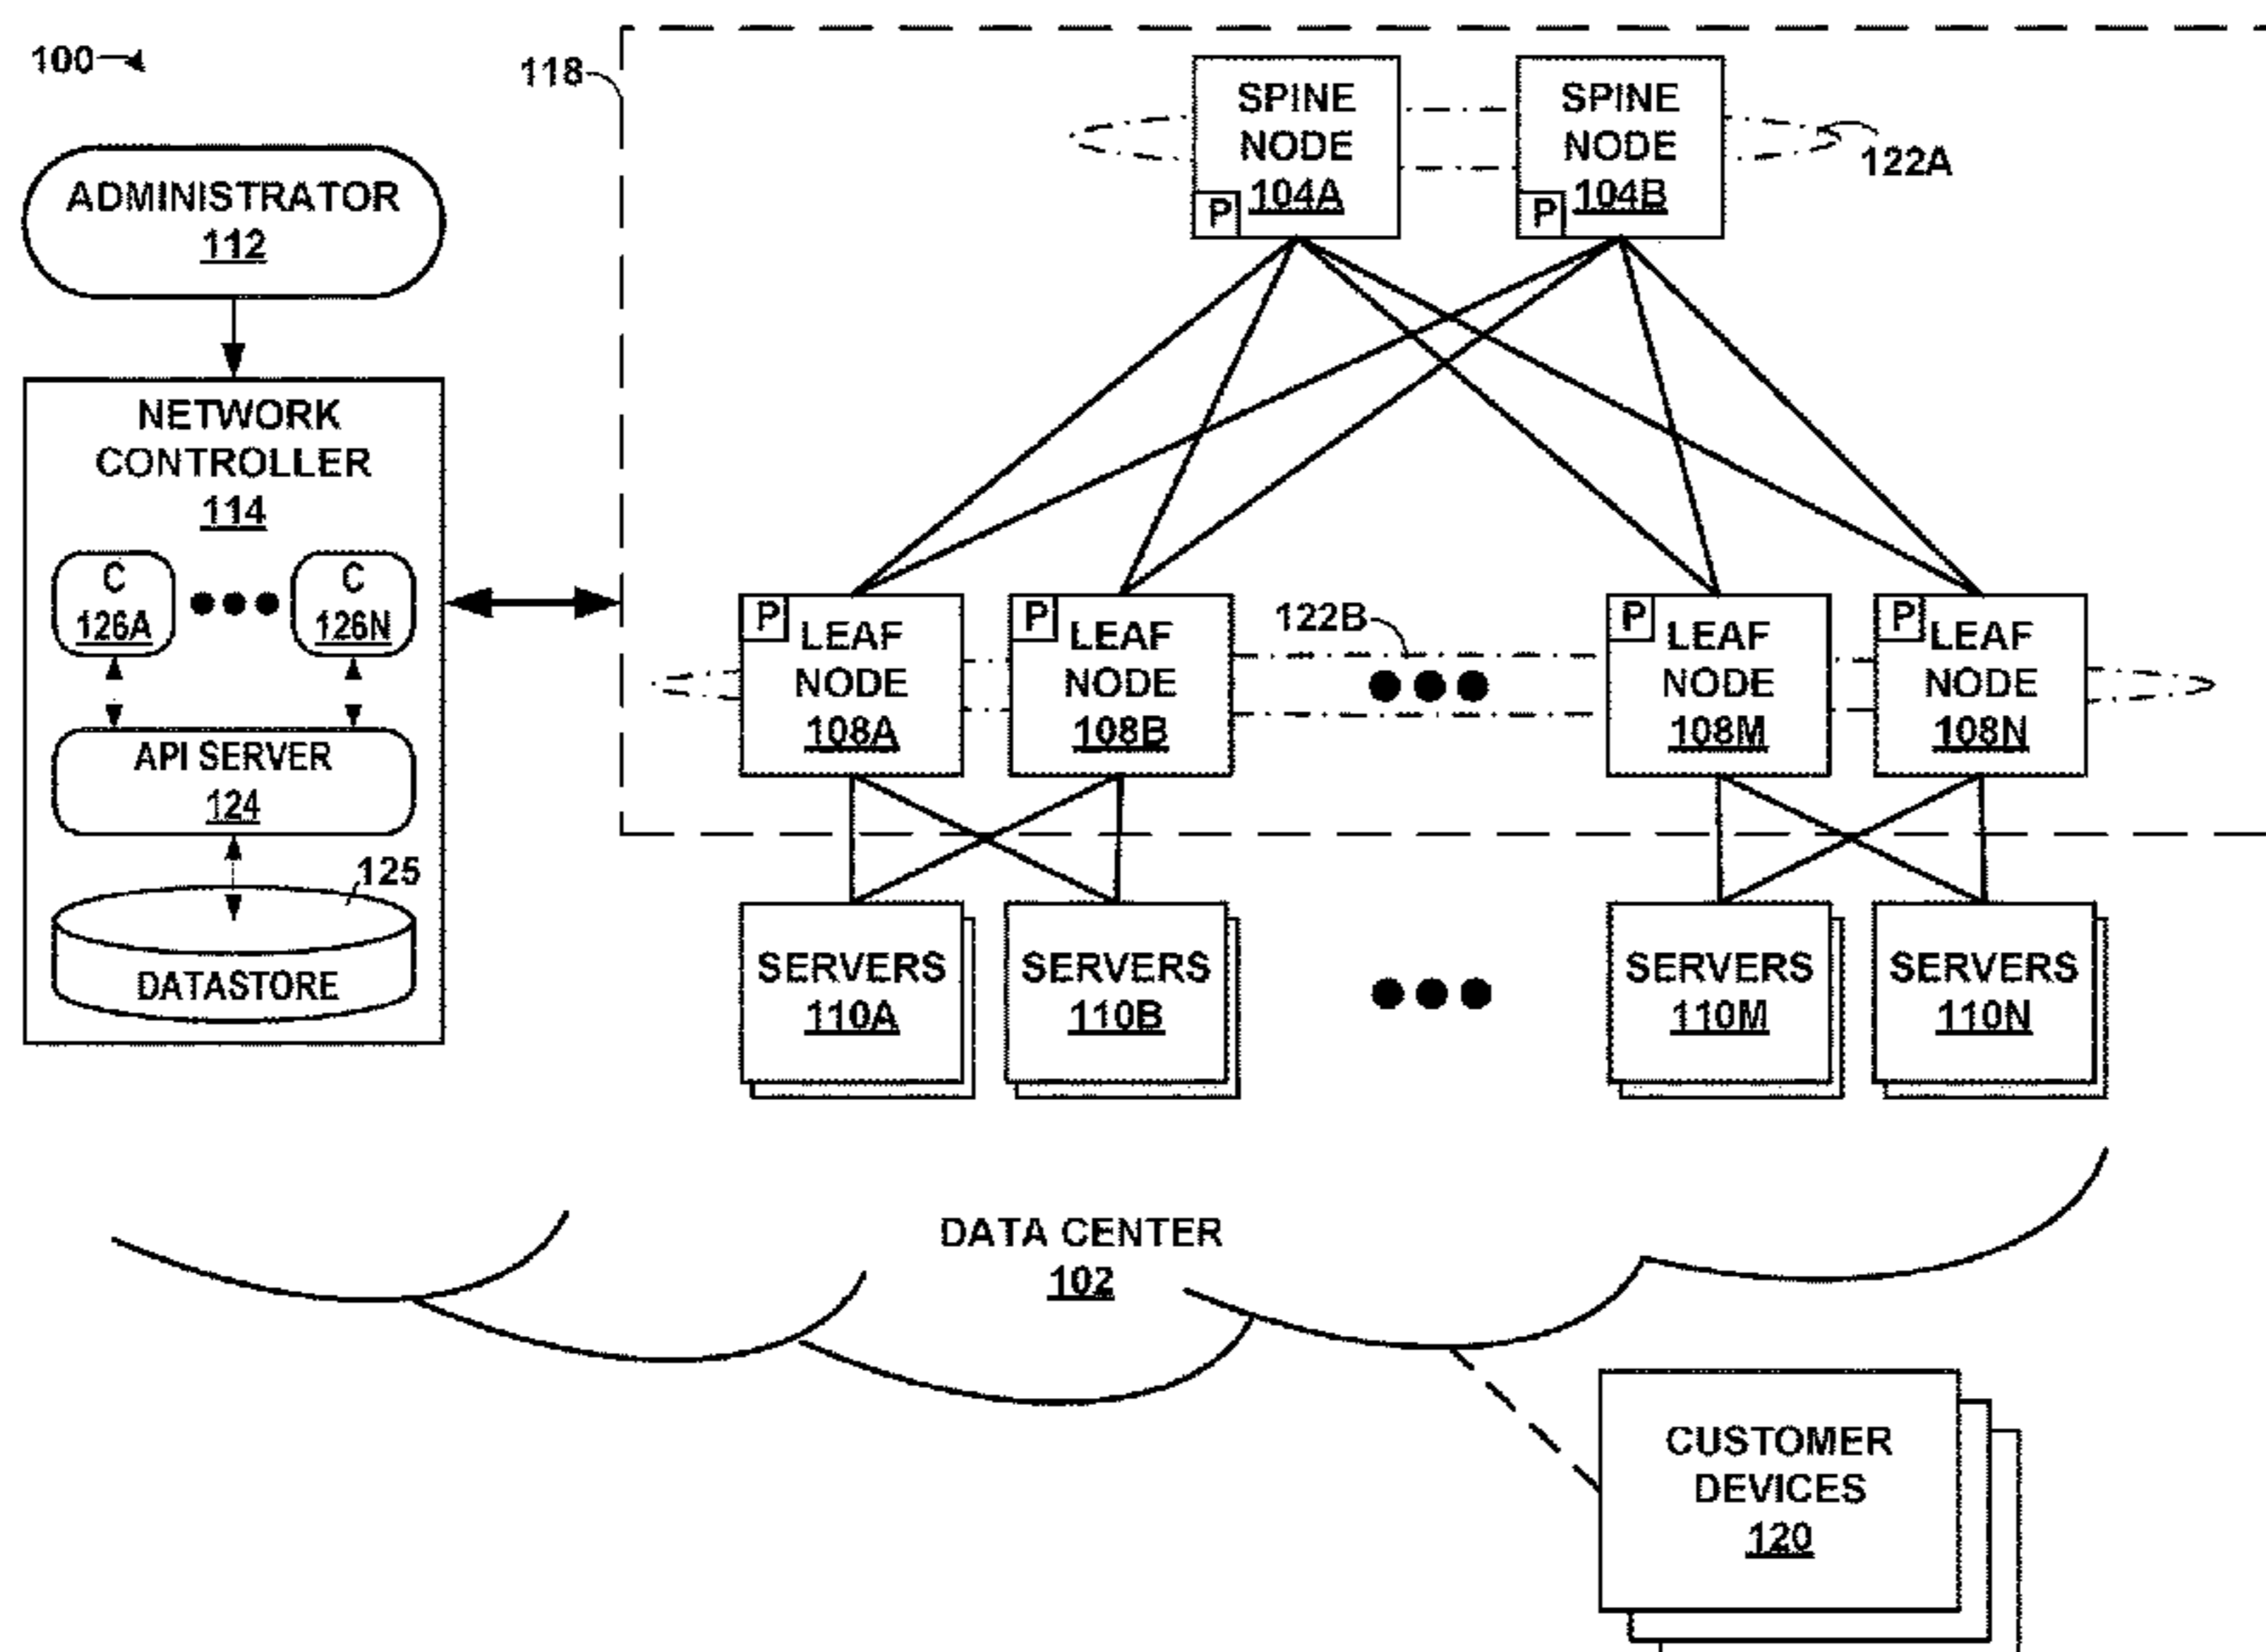 100
118
ADMINISTRATOR
112
NETWORK
CONTROLLER
114
C
126A
C
126N
API SERVER
124
125
DATASTORE
SPINE
NODE
104A
P
SPINE
NODE
104B
P
122A
P
LEAF
NODE
108A
P
LEAF
NODE
108B
122B
P
LEAF
NODE
108M
P
LEAF
NODE
108N
SERVERS
110A
SERVERS
110B
SERVERS
110M
SERVERS
110N
DATA CENTER
102
CUSTOMER
DEVICES
120